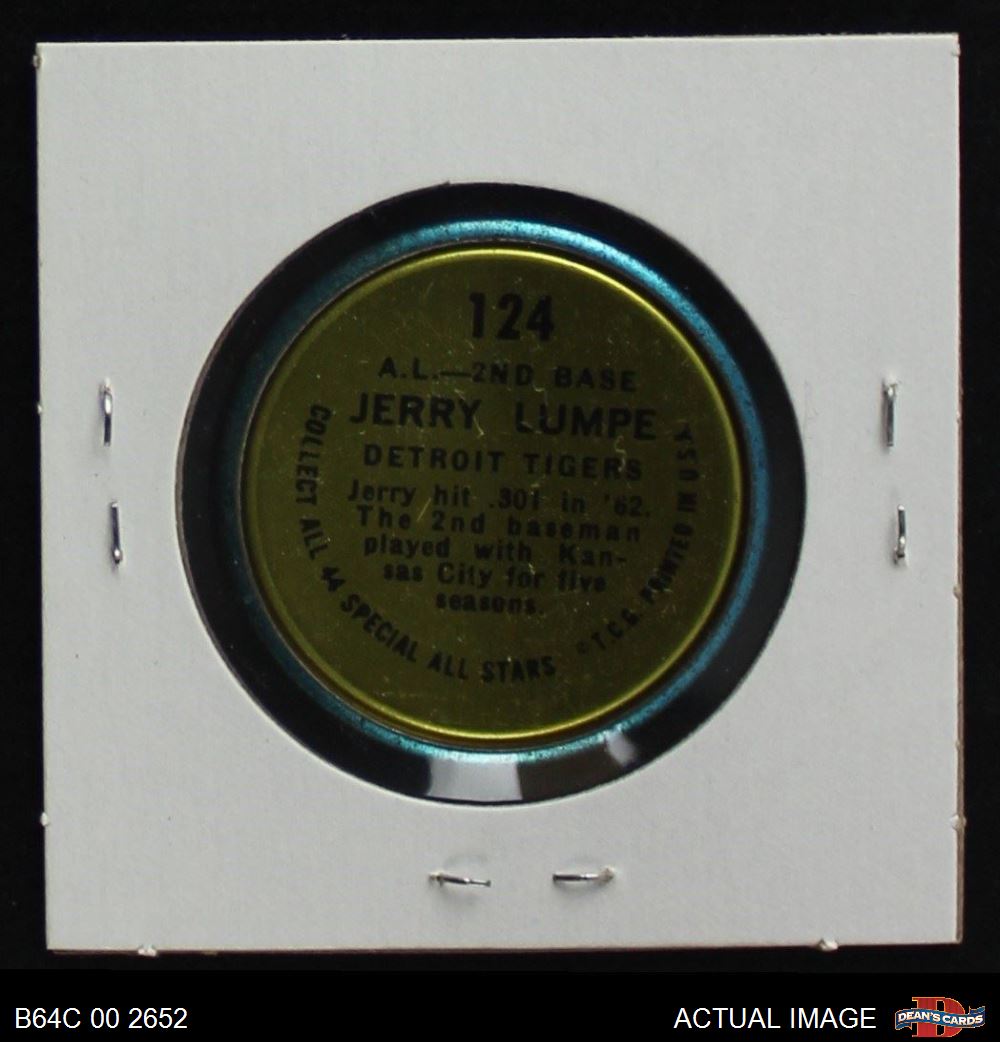 124
A.L.—2ND BASE
JERRY LUMPE
DETROIT TIGERS
Jerry hit .301 in '62.
The 2nd baseman
played with Kan-
sas City for five
seasons.
COLLECT ALL 44 SPECIAL ALL STARS
© T.C.G. PRINTED IN U.S.A.
B64C 00 2652
ACTUAL IMAGE
D
DEAN'S CARDS